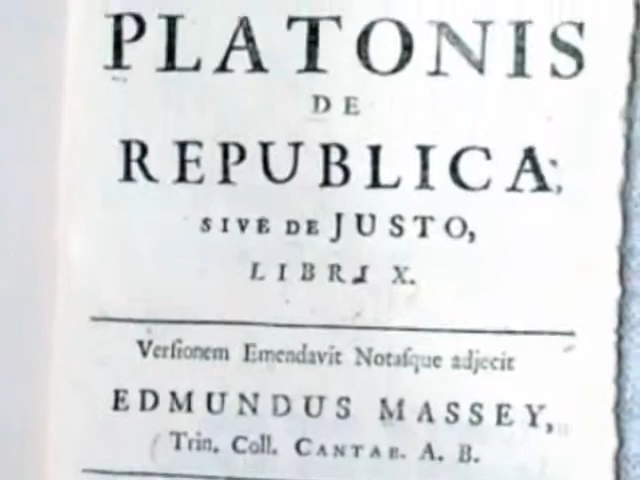 PLATONIS
DE
REPUBLICA;
SIVE DE JUSTO,
LIBRI X.
Verſionem Emendavit Notaſque adjecit
EDMUNDUS MASSEY,
Trin. Coll. CANTAB. A. B.